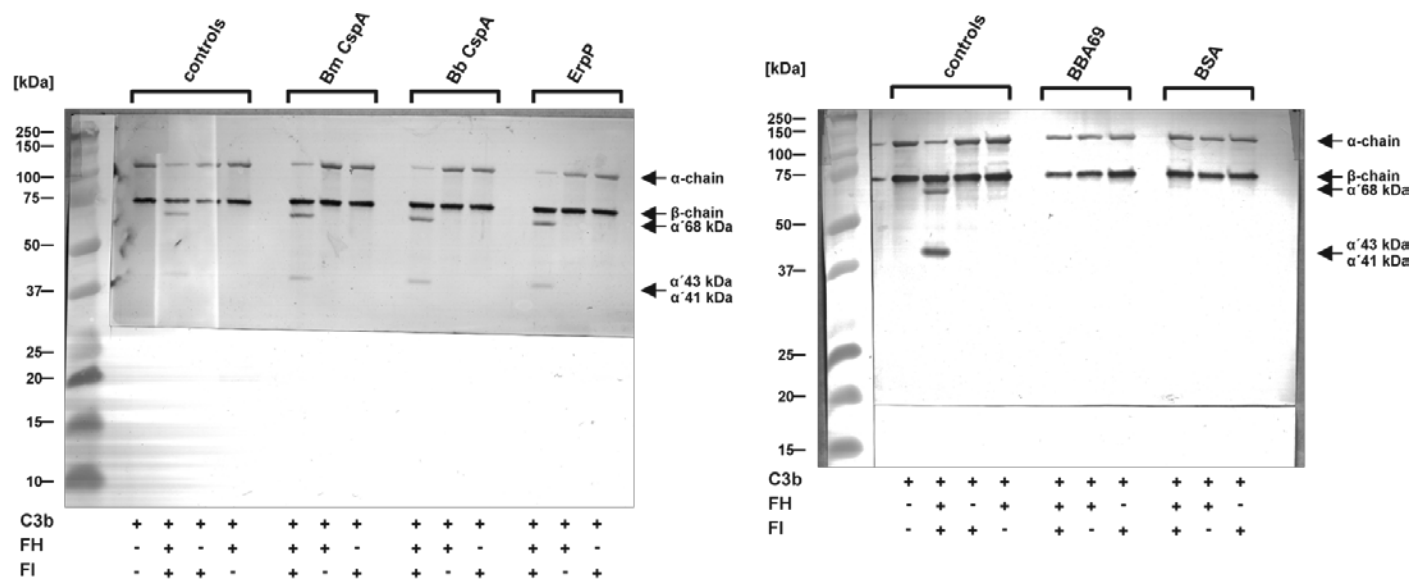 controls Bm CspA Bb CspA ErpP
[kDa]
250
150
100
75
50
37
25
20
15
10
α-chain
β-chain
α´68 kDa
α´43 kDa
α´41 kDa
C3b + + + + + + + + + + + + +
FH - + - + + + - + + - + + -
FI - + + - + - + + - + + - +
controls BBA69 BSA
[kDa]
250
150
100
75
50
37
25
20
15
α-chain
β-chain
α´68 kDa
α´43 kDa
α´41 kDa
C3b + + + + + + + + + +
FH - + - + + + - + + -
FI - + + - + - + + - +